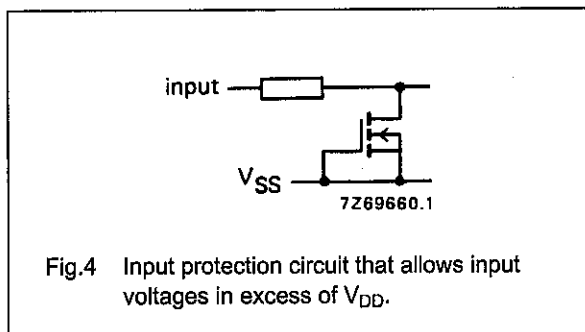 input
VSS
7Z69660.1
Fig.4 Input protection circuit that allows input
voltages in excess of VDD.